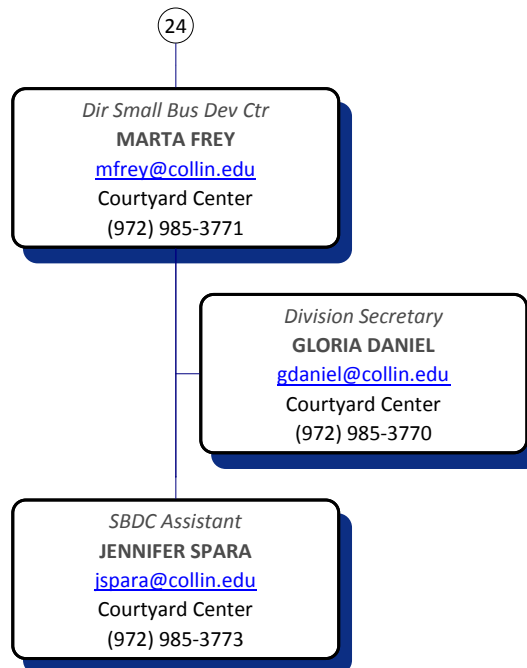 24
Dir Small Bus Dev Ctr
MARTA FREY
mfrey@collin.edu
Courtyard Center
(972) 985-3771
Division Secretary
GLORIA DANIEL
gdaniel@collin.edu
Courtyard Center
(972) 985-3770
SBDC Assistant
JENNIFER SPARA
jspara@collin.edu
Courtyard Center
(972) 985-3773